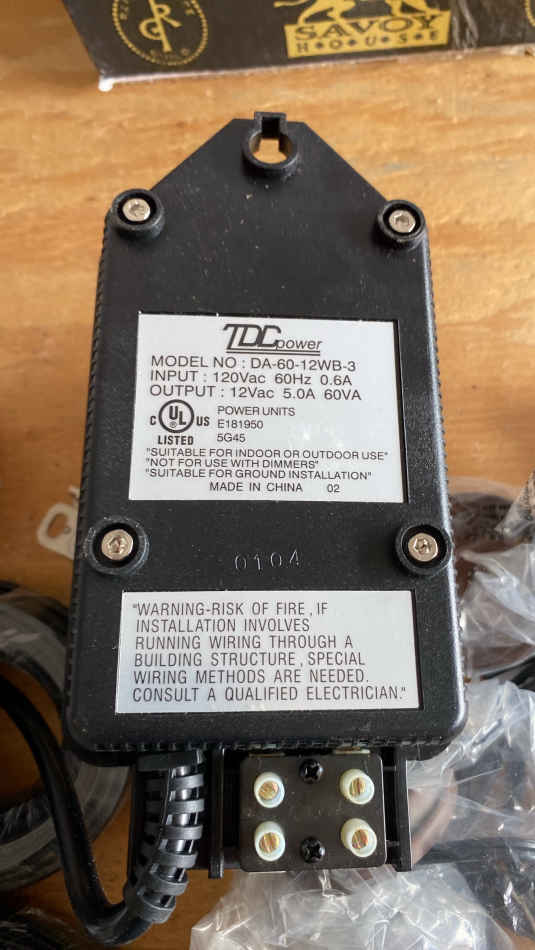 SAVOY
H•O•U•S•E
TDC power
MODEL NO : DA-60-12WB-3
INPUT : 120Vac 60Hz 0.6A
OUTPUT : 12Vac 5.0A 60VA
C UL US
LISTED
POWER UNITS
E181950
5G45
"SUITABLE FOR INDOOR OR OUTDOOR USE"
"NOT FOR USE WITH DIMMERS"
"SUITABLE FOR GROUND INSTALLATION"
MADE IN CHINA 02
0104
"WARNING-RISK OF FIRE, IF
INSTALLATION INVOLVES
RUNNING WIRING THROUGH A
BUILDING STRUCTURE, SPECIAL
WIRING METHODS ARE NEEDED.
CONSULT A QUALIFIED ELECTRICIAN."